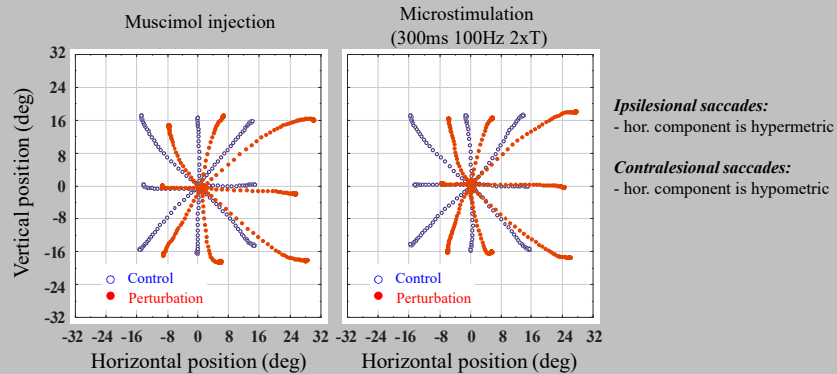 Muscimol injection
Microstimulation
(300ms 100Hz 2xT)
Vertical position (deg)
32
24
16
8
0
-8
-16
-24
-32
Control
Perturbation
-32 -24 -16 -8 0 8 16 24 32
Horizontal position (deg)
Control
Perturbation
-32 -24 -16 -8 0 8 16 24 32
Horizontal position (deg)
Ipsilesional saccades:
- hor. component is hypermetric
Contralesional saccades:
- hor. component is hypometric